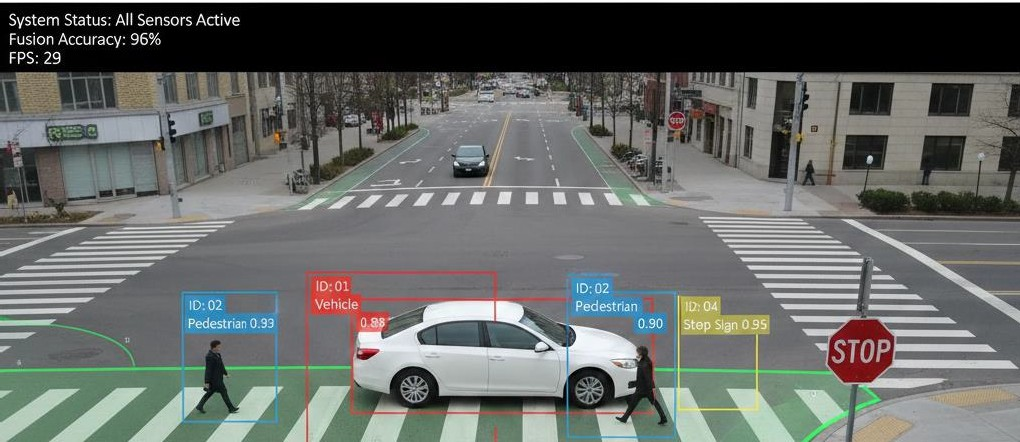 System Status: All Sensors Active
Fusion Accuracy: 96%
FPS: 29
ID: 01
Vehicle
0.88
ID: 02
Pedestrian 0.93
ID: 02
Pedestrian
0.90
ID: 04
Stop Sign 0.95
STOP